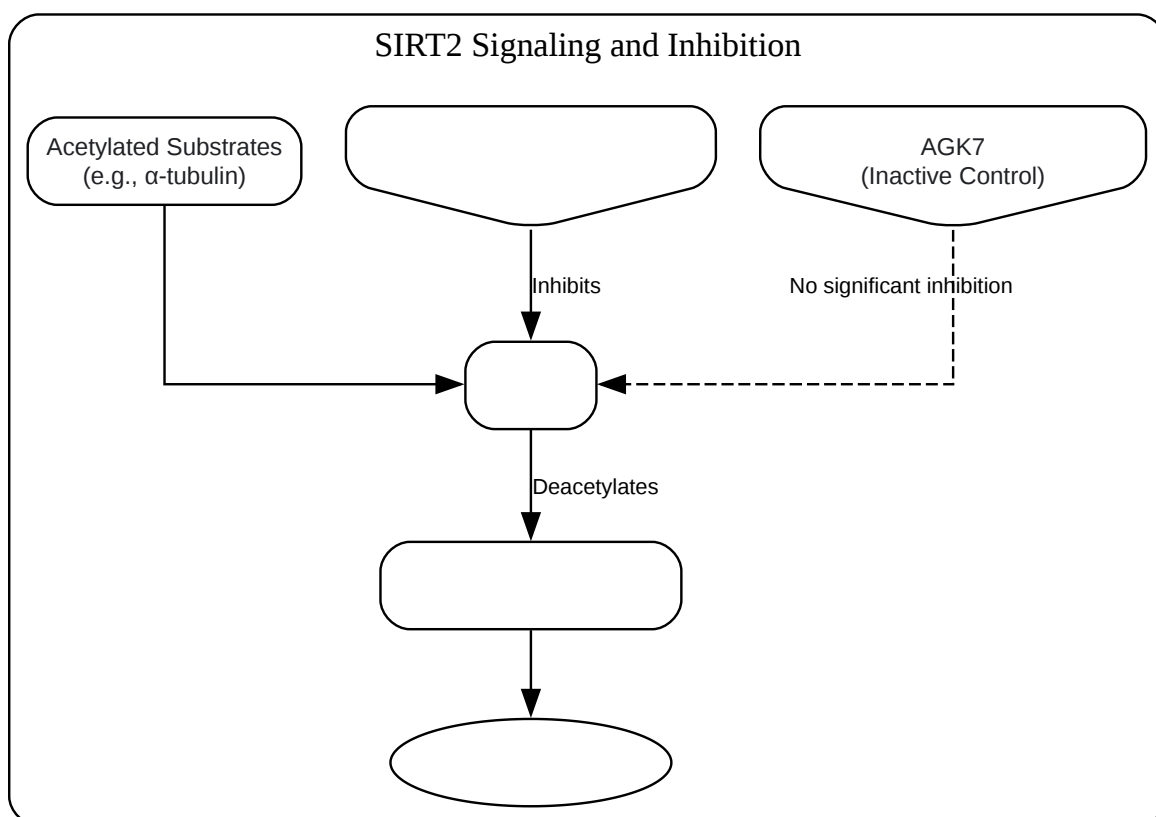 SIRT2 Signaling and Inhibition
Acetylated Substrates
(e.g., α-tubulin)
AGK7
(Inactive Control)
Inhibits
No significant inhibition
Deacetylates